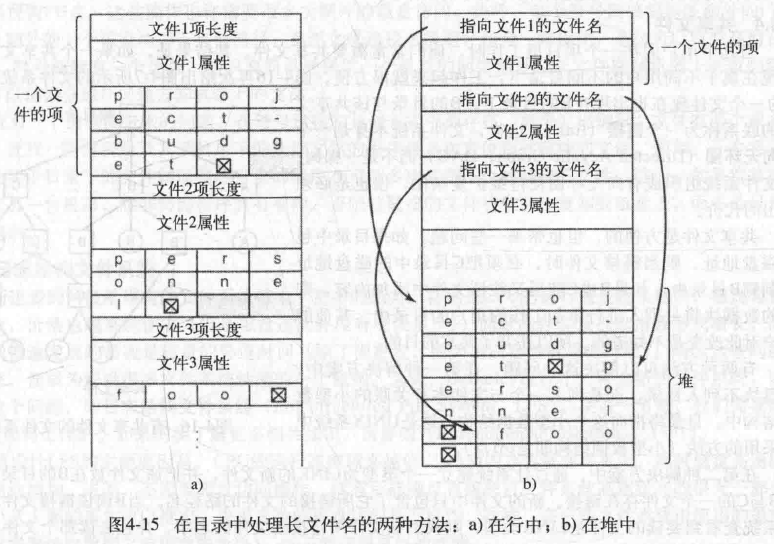 文件1项长度
文件1属性
一个文
件的项
p r o j
e c t -
b u d g
e t ☒
文件2项长度
文件2属性
p e r s
o n n e
l ☒
文件3项长度
文件3属性
f o o ☒
⋮
a)
指向文件1的文件名
文件1属性
一个文件的项
指向文件2的文件名
文件2属性
指向文件3的文件名
文件3属性
p r o j
e c t -
b u d g
e t ☒ p
e r s o
n n e l
☒ f o o
☒
堆
b)
图4-15 在目录中处理长文件名的两种方法：a) 在行中；b) 在堆中